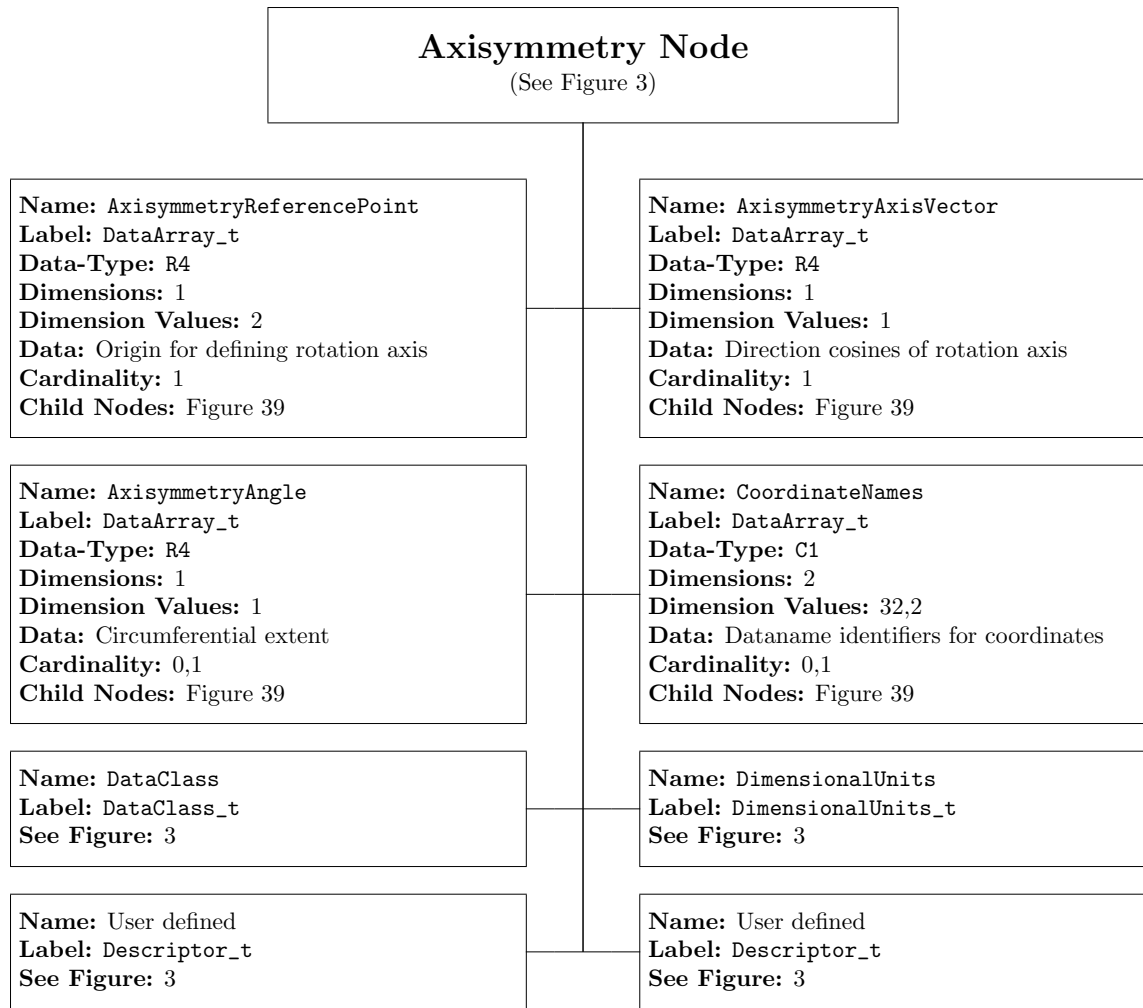 Axisymmetry Node
(See Figure 3)
Name: AxisymmetryReferencePoint
Label: DataArray_t
Data-Type: R4
Dimensions: 1
Dimension Values: 2
Data: Origin for defining rotation axis
Cardinality: 1
Child Nodes: Figure 39
Name: AxisymmetryAxisVector
Label: DataArray_t
Data-Type: R4
Dimensions: 1
Dimension Values: 1
Data: Direction cosines of rotation axis
Cardinality: 1
Child Nodes: Figure 39
Name: AxisymmetryAngle
Label: DataArray_t
Data-Type: R4
Dimensions: 1
Dimension Values: 1
Data: Circumferential extent
Cardinality: 0,1
Child Nodes: Figure 39
Name: CoordinateNames
Label: DataArray_t
Data-Type: C1
Dimensions: 2
Dimension Values: 32,2
Data: Dataname identifiers for coordinates
Cardinality: 0,1
Child Nodes: Figure 39
Name: DataClass
Label: DataClass_t
See Figure: 3
Name: DimensionalUnits
Label: DimensionalUnits_t
See Figure: 3
Name: User defined
Label: Descriptor_t
See Figure: 3
Name: User defined
Label: Descriptor_t
See Figure: 3